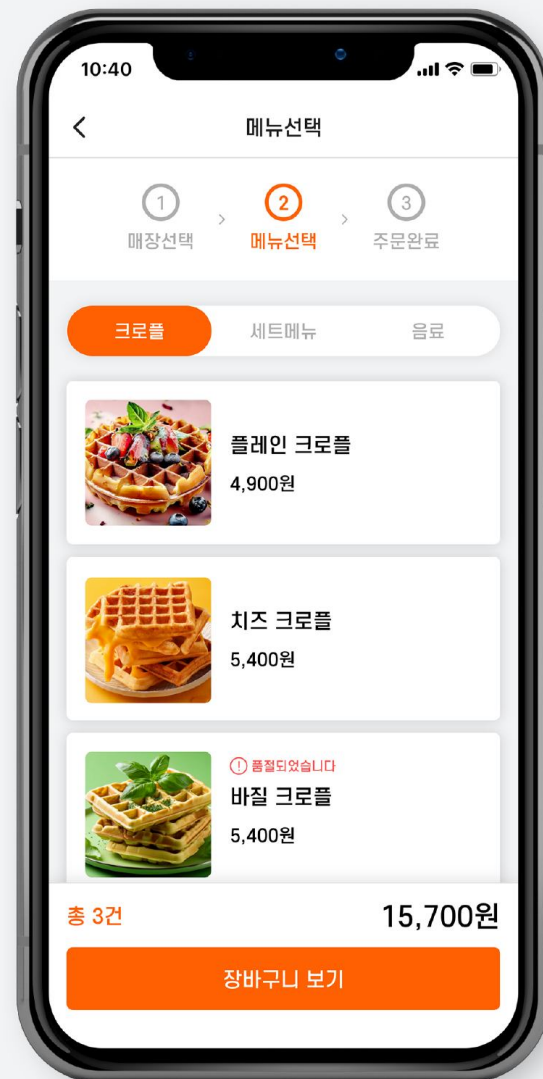 10:40
메뉴선택
1 2 3
매장선택 > 메뉴선택 > 주문완료
크로플 세트메뉴 음료
플레인 크로플
4,900원
치즈 크로플
5,400원
품절되었습니다
바질 크로플
5,400원
총 3건 15,700원
장바구니 보기